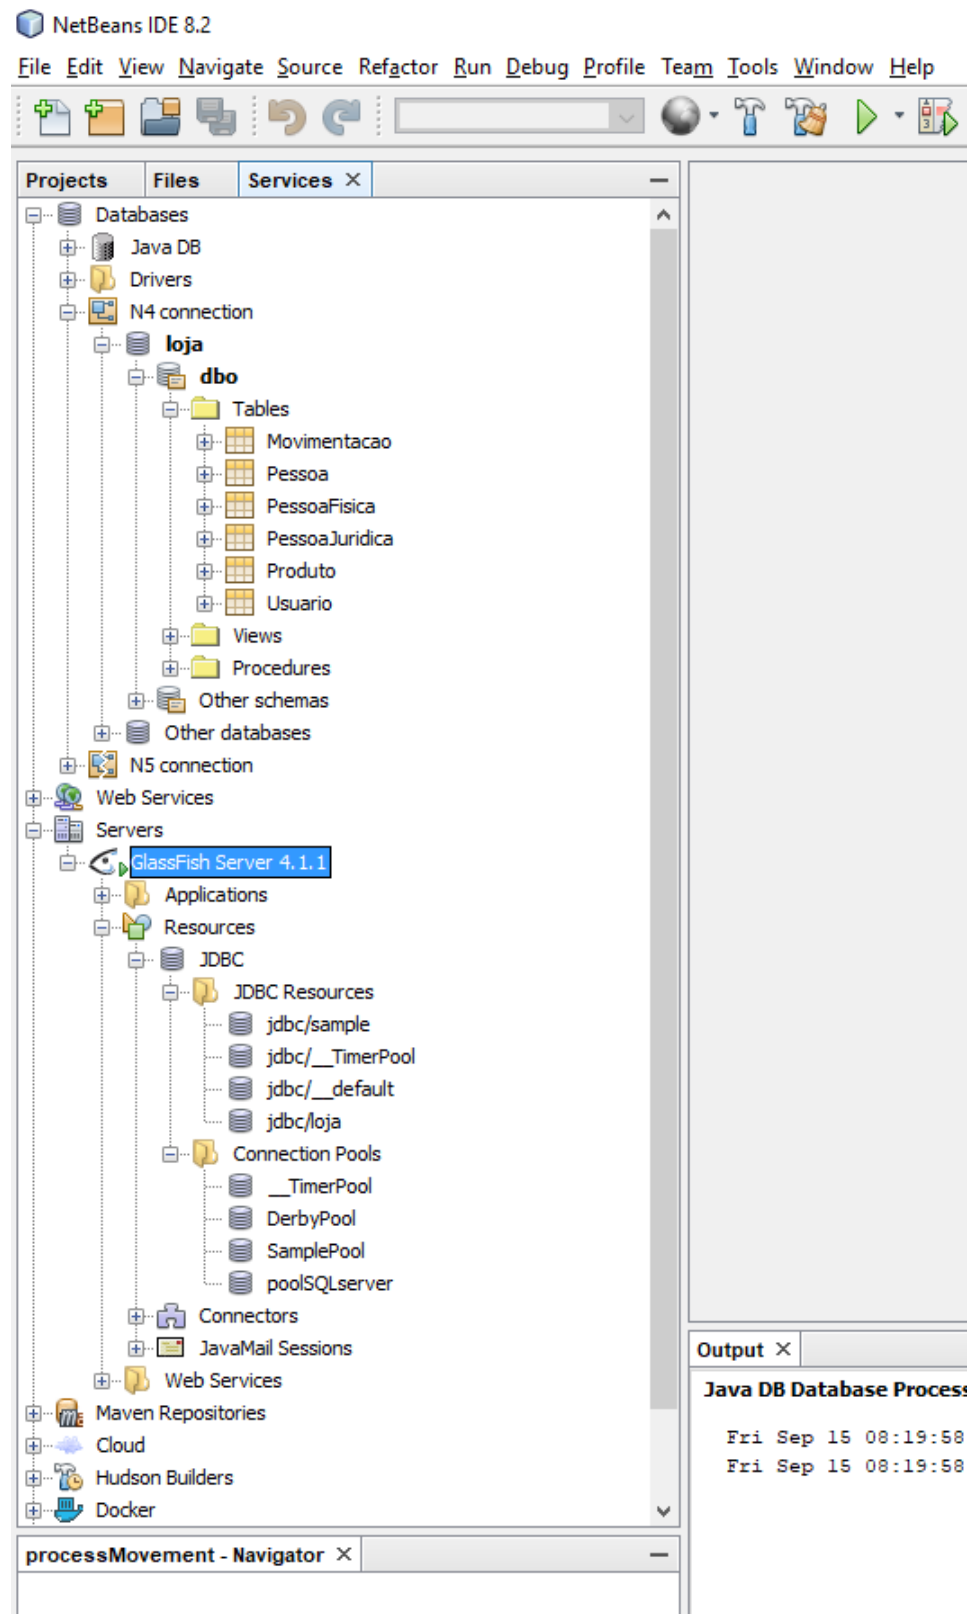 NetBeans IDE 8.2
File Edit View Navigate Source Refactor Run Debug Profile Team Tools Window Help
Projects Files Services
Databases
Java DB
Drivers
N4 connection
loja
dbo
Tables
Movimentacao
Pessoa
PessoaFisica
PessoaJuridica
Produto
Usuario
Views
Procedures
Other schemas
Other databases
N5 connection
Web Services
Servers
GlassFish Server 4.1.1
Applications
Resources
JDBC
JDBC Resources
jdbc/sample
jdbc/__TimerPool
jdbc/__default
jdbc/loja
Connection Pools
__TimerPool
DerbyPool
SamplePool
poolSQLserver
Connectors
JavaMail Sessions
Web Services
Maven Repositories
Cloud
Hudson Builders
Docker
processMovement - Navigator
Output
Java DB Database Process
Fri Sep 15 08:19:58
Fri Sep 15 08:19:58